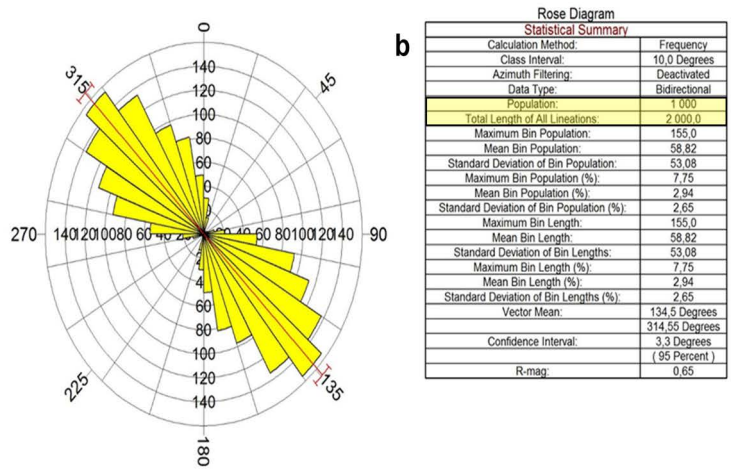 0
140
120
100
80
60
315
45
270
140
120
100
80
60
60
80
100
120
140
90
60
80
100
120
140
225
135
180
b
Rose Diagram
Statistical Summary
Calculation Method: Frequency
Class Interval: 10,0 Degrees
Azimuth Filtering: Deactivated
Data Type: Bidirectional
Population: 1 000
Total Length of All Lineations: 2 000,0
Maximum Bin Population: 155,0
Mean Bin Population: 58,82
Standard Deviation of Bin Population: 53,08
Maximum Bin Population (%): 7,75
Mean Bin Population (%): 2,94
Standard Deviation of Bin Population (%): 2,65
Maximum Bin Length: 155,0
Mean Bin Length: 58,82
Standard Deviation of Bin Lengths: 53,08
Maximum Bin Length (%): 7,75
Mean Bin Length (%): 2,94
Standard Deviation of Bin Lengths (%): 2,65
Vector Mean: 134,5 Degrees
314,55 Degrees
Confidence Interval: 3,3 Degrees
( 95 Percent )
R-mag: 0,65